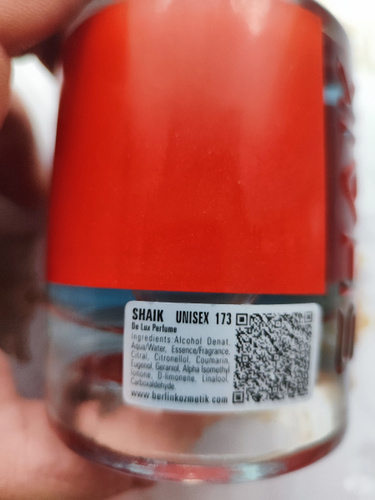 SHAIK UNISEX 173
De Lux Perfume
Ingredients: Alcohol Denat,
Aqua/Water, Essence/Fragrance,
Citral, Citronellol, Coumarin,
Eugenol, Geraniol, Alpha Isomethyl
Ionone, D-limonene, Linalool,
Carboxaldehyde.
www.berlinkozmetik.com